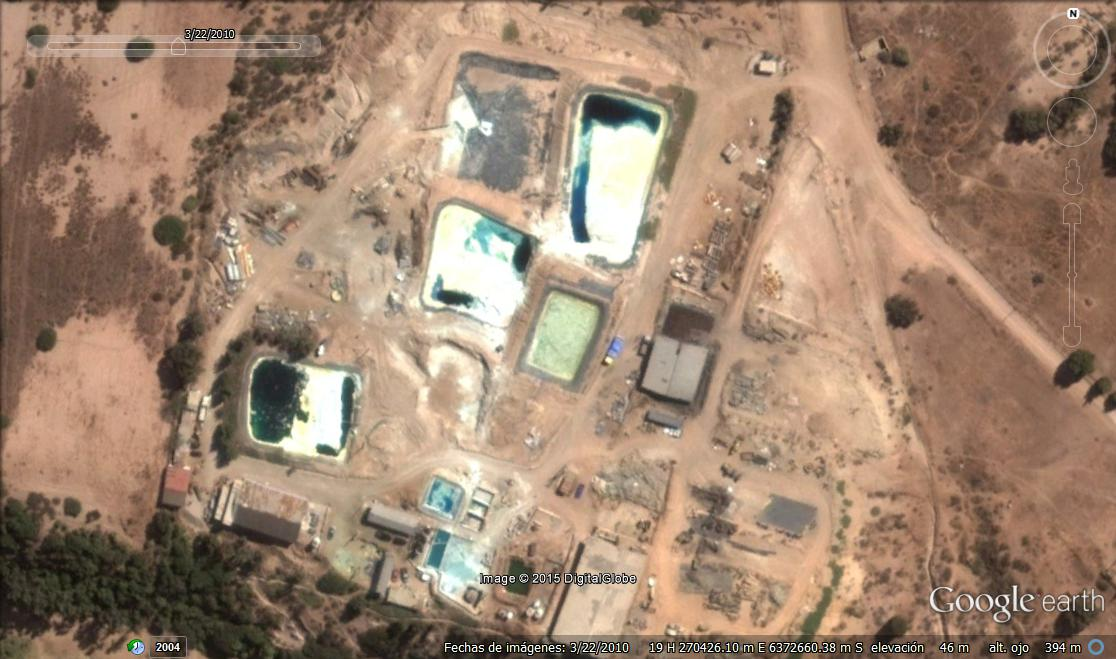 3/22/2010
N
Image © 2015 DigitalGlobe
Google earth
2004
Fechas de imágenes: 3/22/2010 19 H 270426.10 m E 6372660.38 m S elevación 46 m alt. ojo 394 m